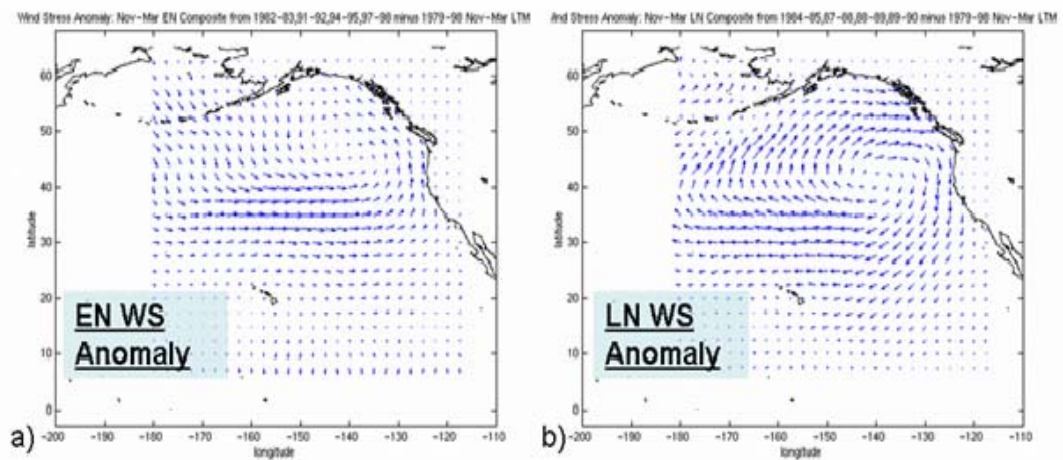 Wind Stress Anomaly: Nov-Mar EN Composite from 1982-83,91-92,94-95,97-98 minus 1979-98 Nov-Mar LTM
ind Stress Anomaly: Nov-Mar LN Composite from 1984-85,87-88,88-89,89-90 minus 1979-98 Nov-Mar LTM
60
50
40
30
20
10
0
latitude
EN WS
Anomaly
a)
-200 -190 -180 -170 -160 -150 -140 -130 -120 -110
longitude
60
50
40
30
20
10
0
latitude
LN WS
Anomaly
b)
-200 -190 -180 -170 -160 -150 -140 -130 -120 -110
longitude